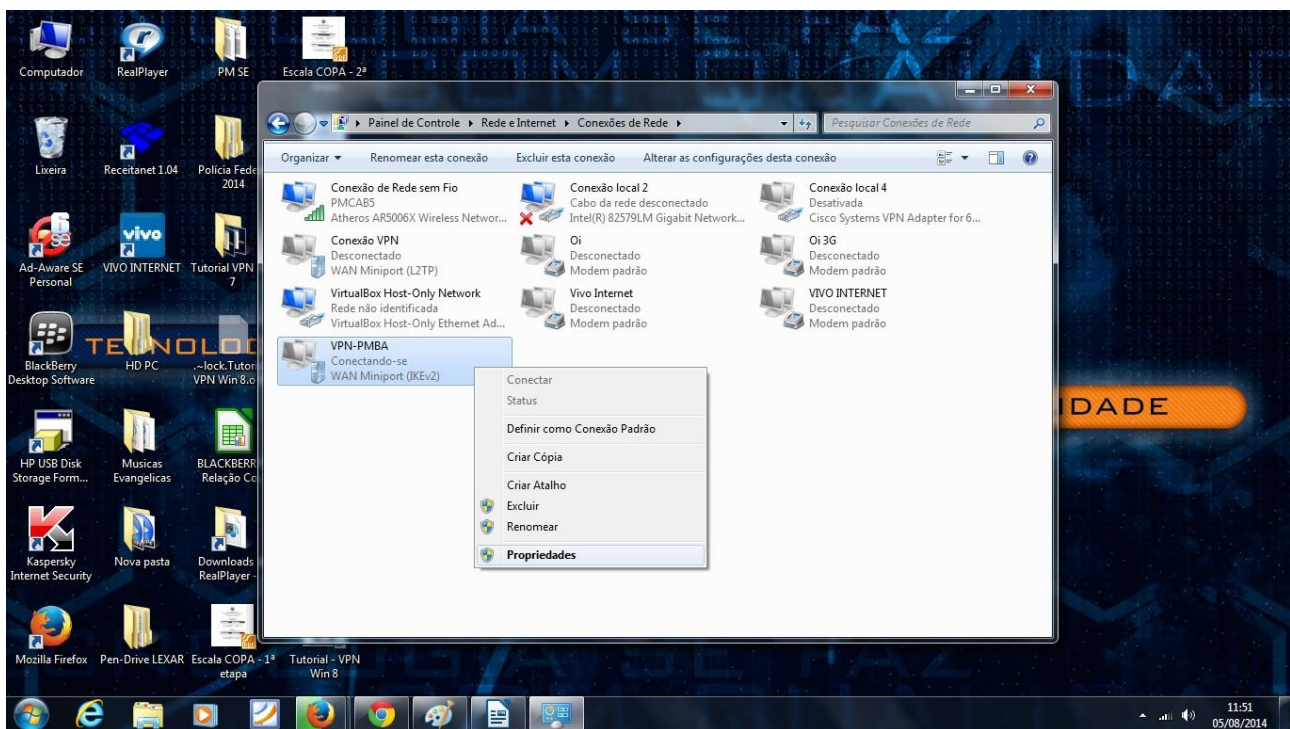 Computador
RealPlayer
PM SE
Escala COPA - 2ª
Lixeira
Receitanet 1.04
Polícia Fede
2014
Ad-Aware SE
Personal
vivo
VIVO INTERNET
Tutorial VPN
7
BlackBerry
Desktop Software
HD PC
.~lock.Tutori
VPN Win 8.o
HP USB Disk
Storage Form...
Musicas
Evangelicas
BLACKBERR
Relação Co
Kaspersky
Internet Security
Nova pasta
Downloads
RealPlayer -
Mozilla Firefox
Pen-Drive LEXAR
Escala COPA - 1ª
etapa
Tutorial - VPN
Win 8
IDADE
Painel de Controle
Rede e Internet
Conexões de Rede
Pesquisar Conexões de Rede
Organizar
Renomear esta conexão
Excluir esta conexão
Alterar as configurações desta conexão
Conexão de Rede sem Fio
PMCAB5
Atheros AR5006X Wireless Networ...
Conexão local 2
Cabo da rede desconectado
Intel(R) 82579LM Gigabit Network...
Conexão local 4
Desativada
Cisco Systems VPN Adapter for 6...
Conexão VPN
Desconectado
WAN Miniport (L2TP)
Oi
Desconectado
Modem padrão
Oi 3G
Desconectado
Modem padrão
VirtualBox Host-Only Network
Rede não identificada
VirtualBox Host-Only Ethernet Ad...
Vivo Internet
Desconectado
Modem padrão
VIVO INTERNET
Desconectado
Modem padrão
VPN-PMBA
Conectando-se
WAN Miniport (IKEv2)
Conectar
Status
Definir como Conexão Padrão
Criar Cópia
Criar Atalho
Excluir
Renomear
Propriedades
11:51
05/08/2014